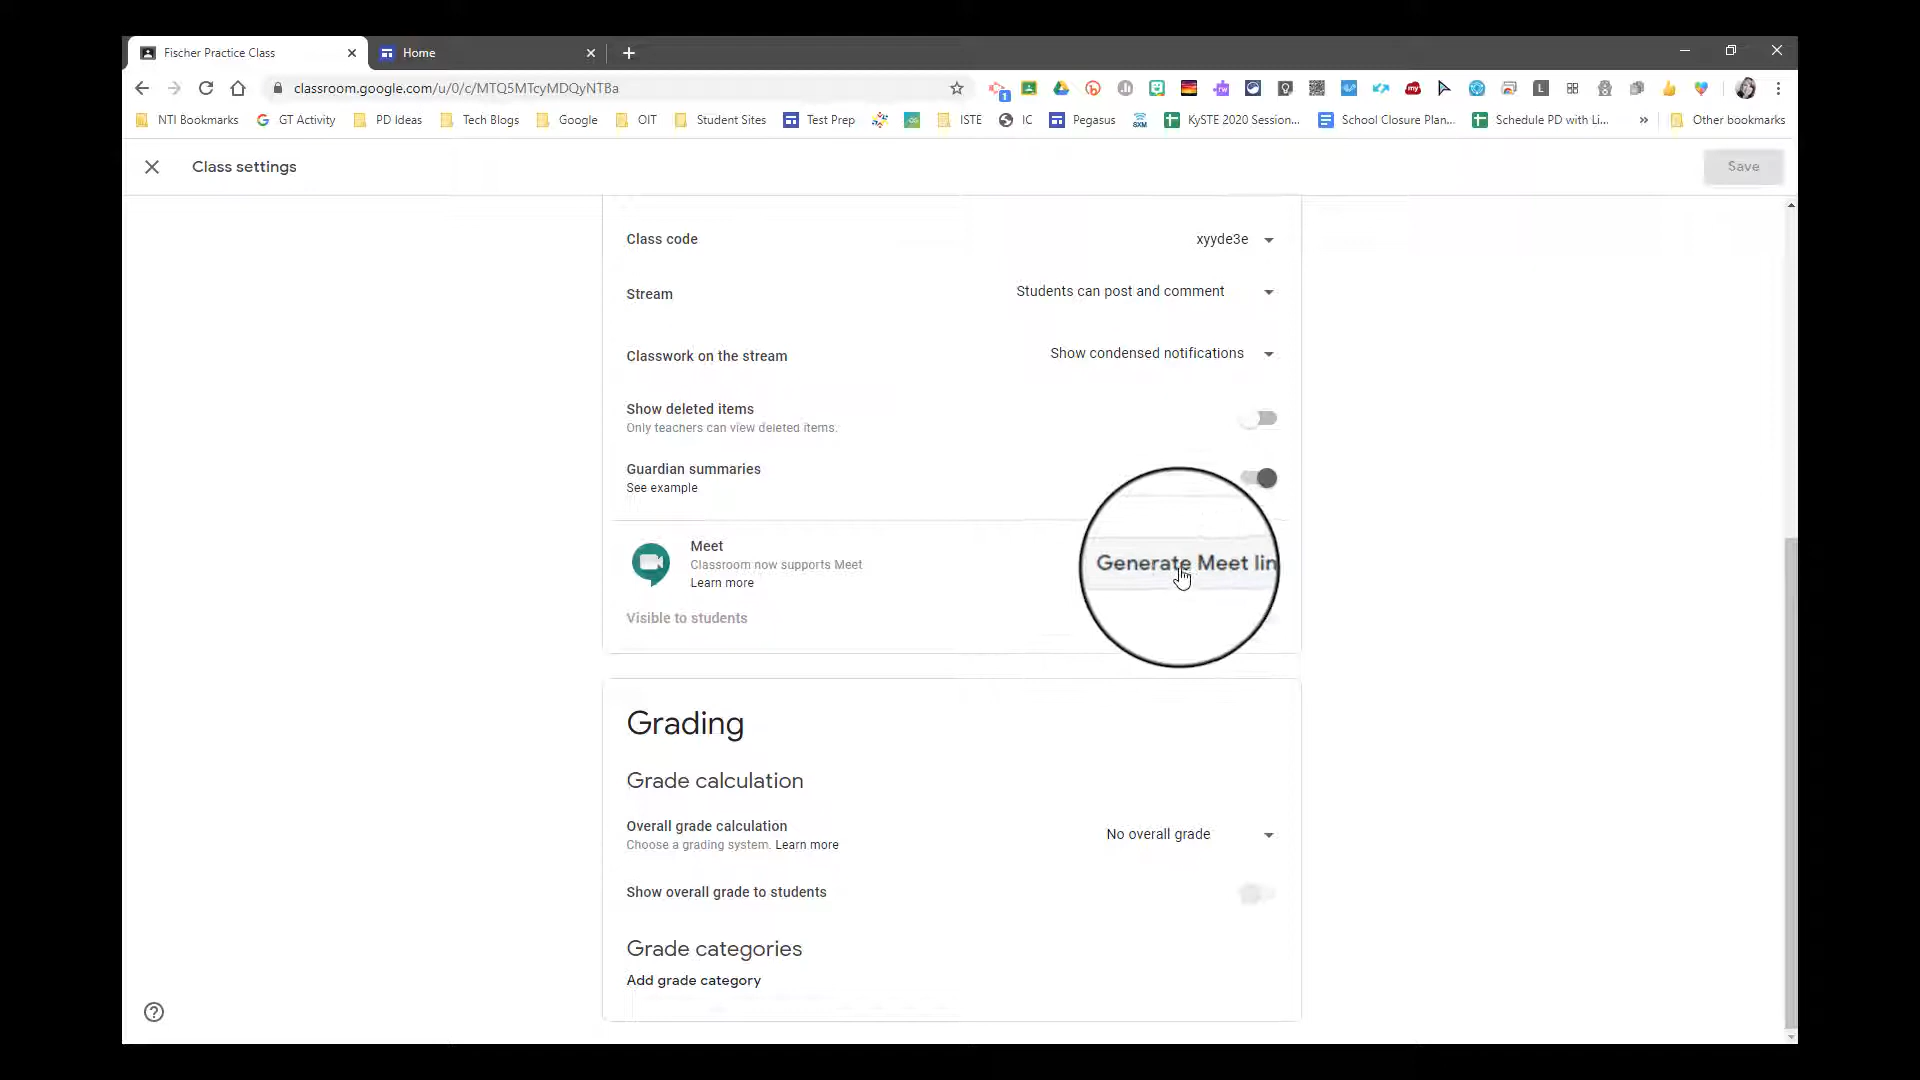 Fischer Practice Class
Home
classroom.google.com/u/0/c/MTQ5MTcyMDQyNTBa
NTI Bookmarks GT Activity PD Ideas Tech Blogs Google OIT Student Sites Test Prep ISTE IC Pegasus KySTE 2020 Session... School Closure Plan... Schedule PD with Li... » Other bookmarks
Class settings
Save
Class code
xyyde3e
Stream
Students can post and comment
Classwork on the stream
Show condensed notifications
Show deleted items
Only teachers can view deleted items.
Guardian summaries
See example
Meet
Classroom now supports Meet
Learn more
Generate Meet lin
Visible to students
Grading
Grade calculation
Overall grade calculation
Choose a grading system. Learn more
No overall grade
Show overall grade to students
Grade categories
Add grade category